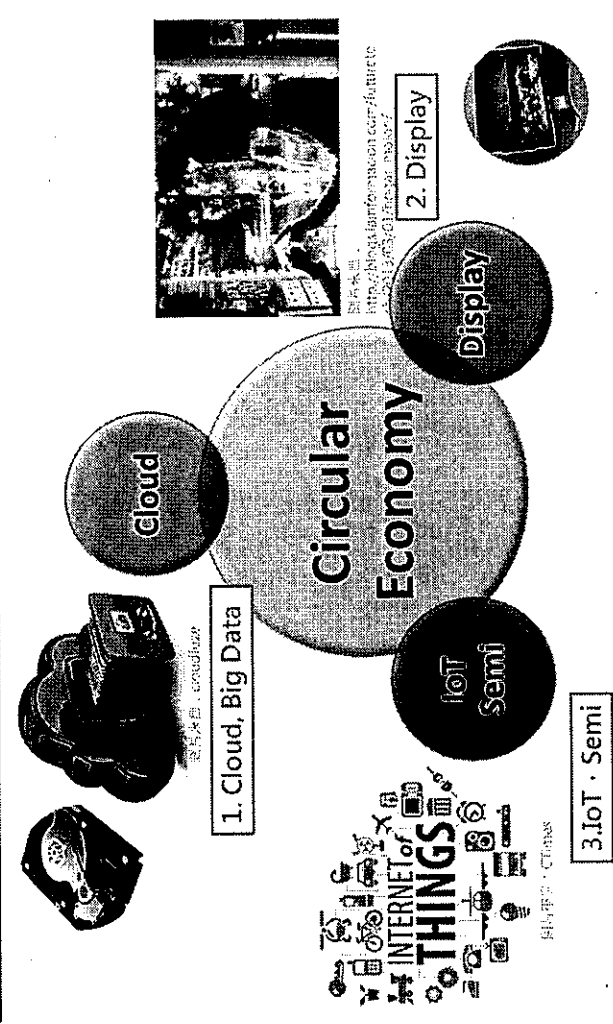 Cloud
Circular
Economy
Display
IoT
Semi
1. Cloud, Big Data
2. Display
3.IoT · Semi
INTERNET of
THINGS